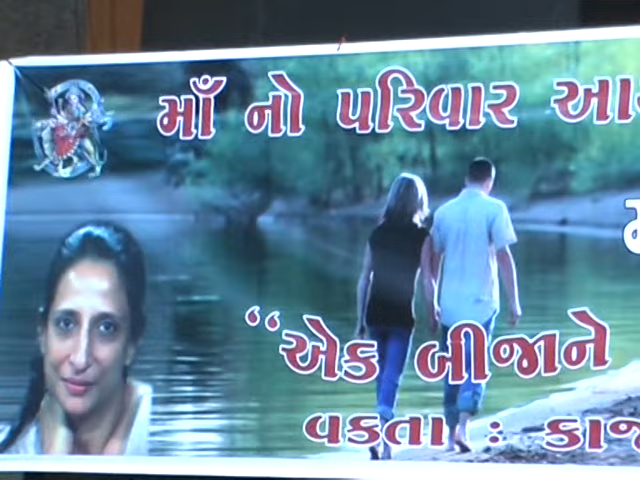 માઁ નો પરિવાર
“એક બીજાને
વકતા :